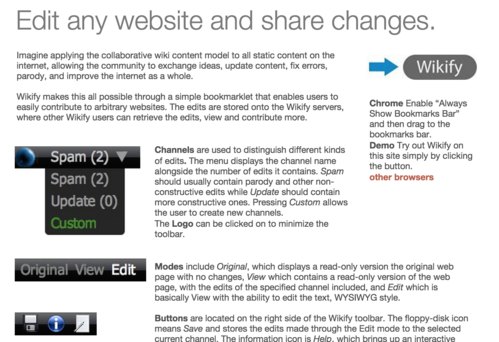 Edit any website and share changes.
Imagine applying the collaborative wiki content model to all static content on the
internet, allowing the community to exchange ideas, update content, fix errors,
parody, and improve the internet as a whole.
Wikify makes this all possible through a simple bookmarklet that enables users to
easily contribute to arbitrary websites. The edits are stored onto the Wikify servers,
where other Wikify users can retrieve the edits, view and contribute more.
Wikify
Chrome Enable “Always
Show Bookmarks Bar”
and then drag to the
bookmarks bar.
Demo Try out Wikify on
this site simply by clicking
the button.
other browsers
Spam (2)
Spam (2)
Update (0)
Custom
Channels are used to distinguish different kinds
of edits. The menu displays the channel name
alongside the number of edits it contains. Spam
should usually contain parody and other non-
constructive edits while Update should contain
more constructive ones. Pressing Custom allows
the user to create new channels.
The Logo can be clicked on to minimize the
toolbar.
Original View Edit
Modes include Original, which displays a read-only version the original web
page with no changes, View which contains a read-only version of the web
page, with the edits of the specified channel included, and Edit which is
basically View with the ability to edit the text, WYSIWYG style.
Buttons are located on the right side of the Wikify toolbar. The floppy-disk icon
means Save and stores the edits made through the Edit mode to the selected
current channel. The information icon is Help, which brings up an interactive